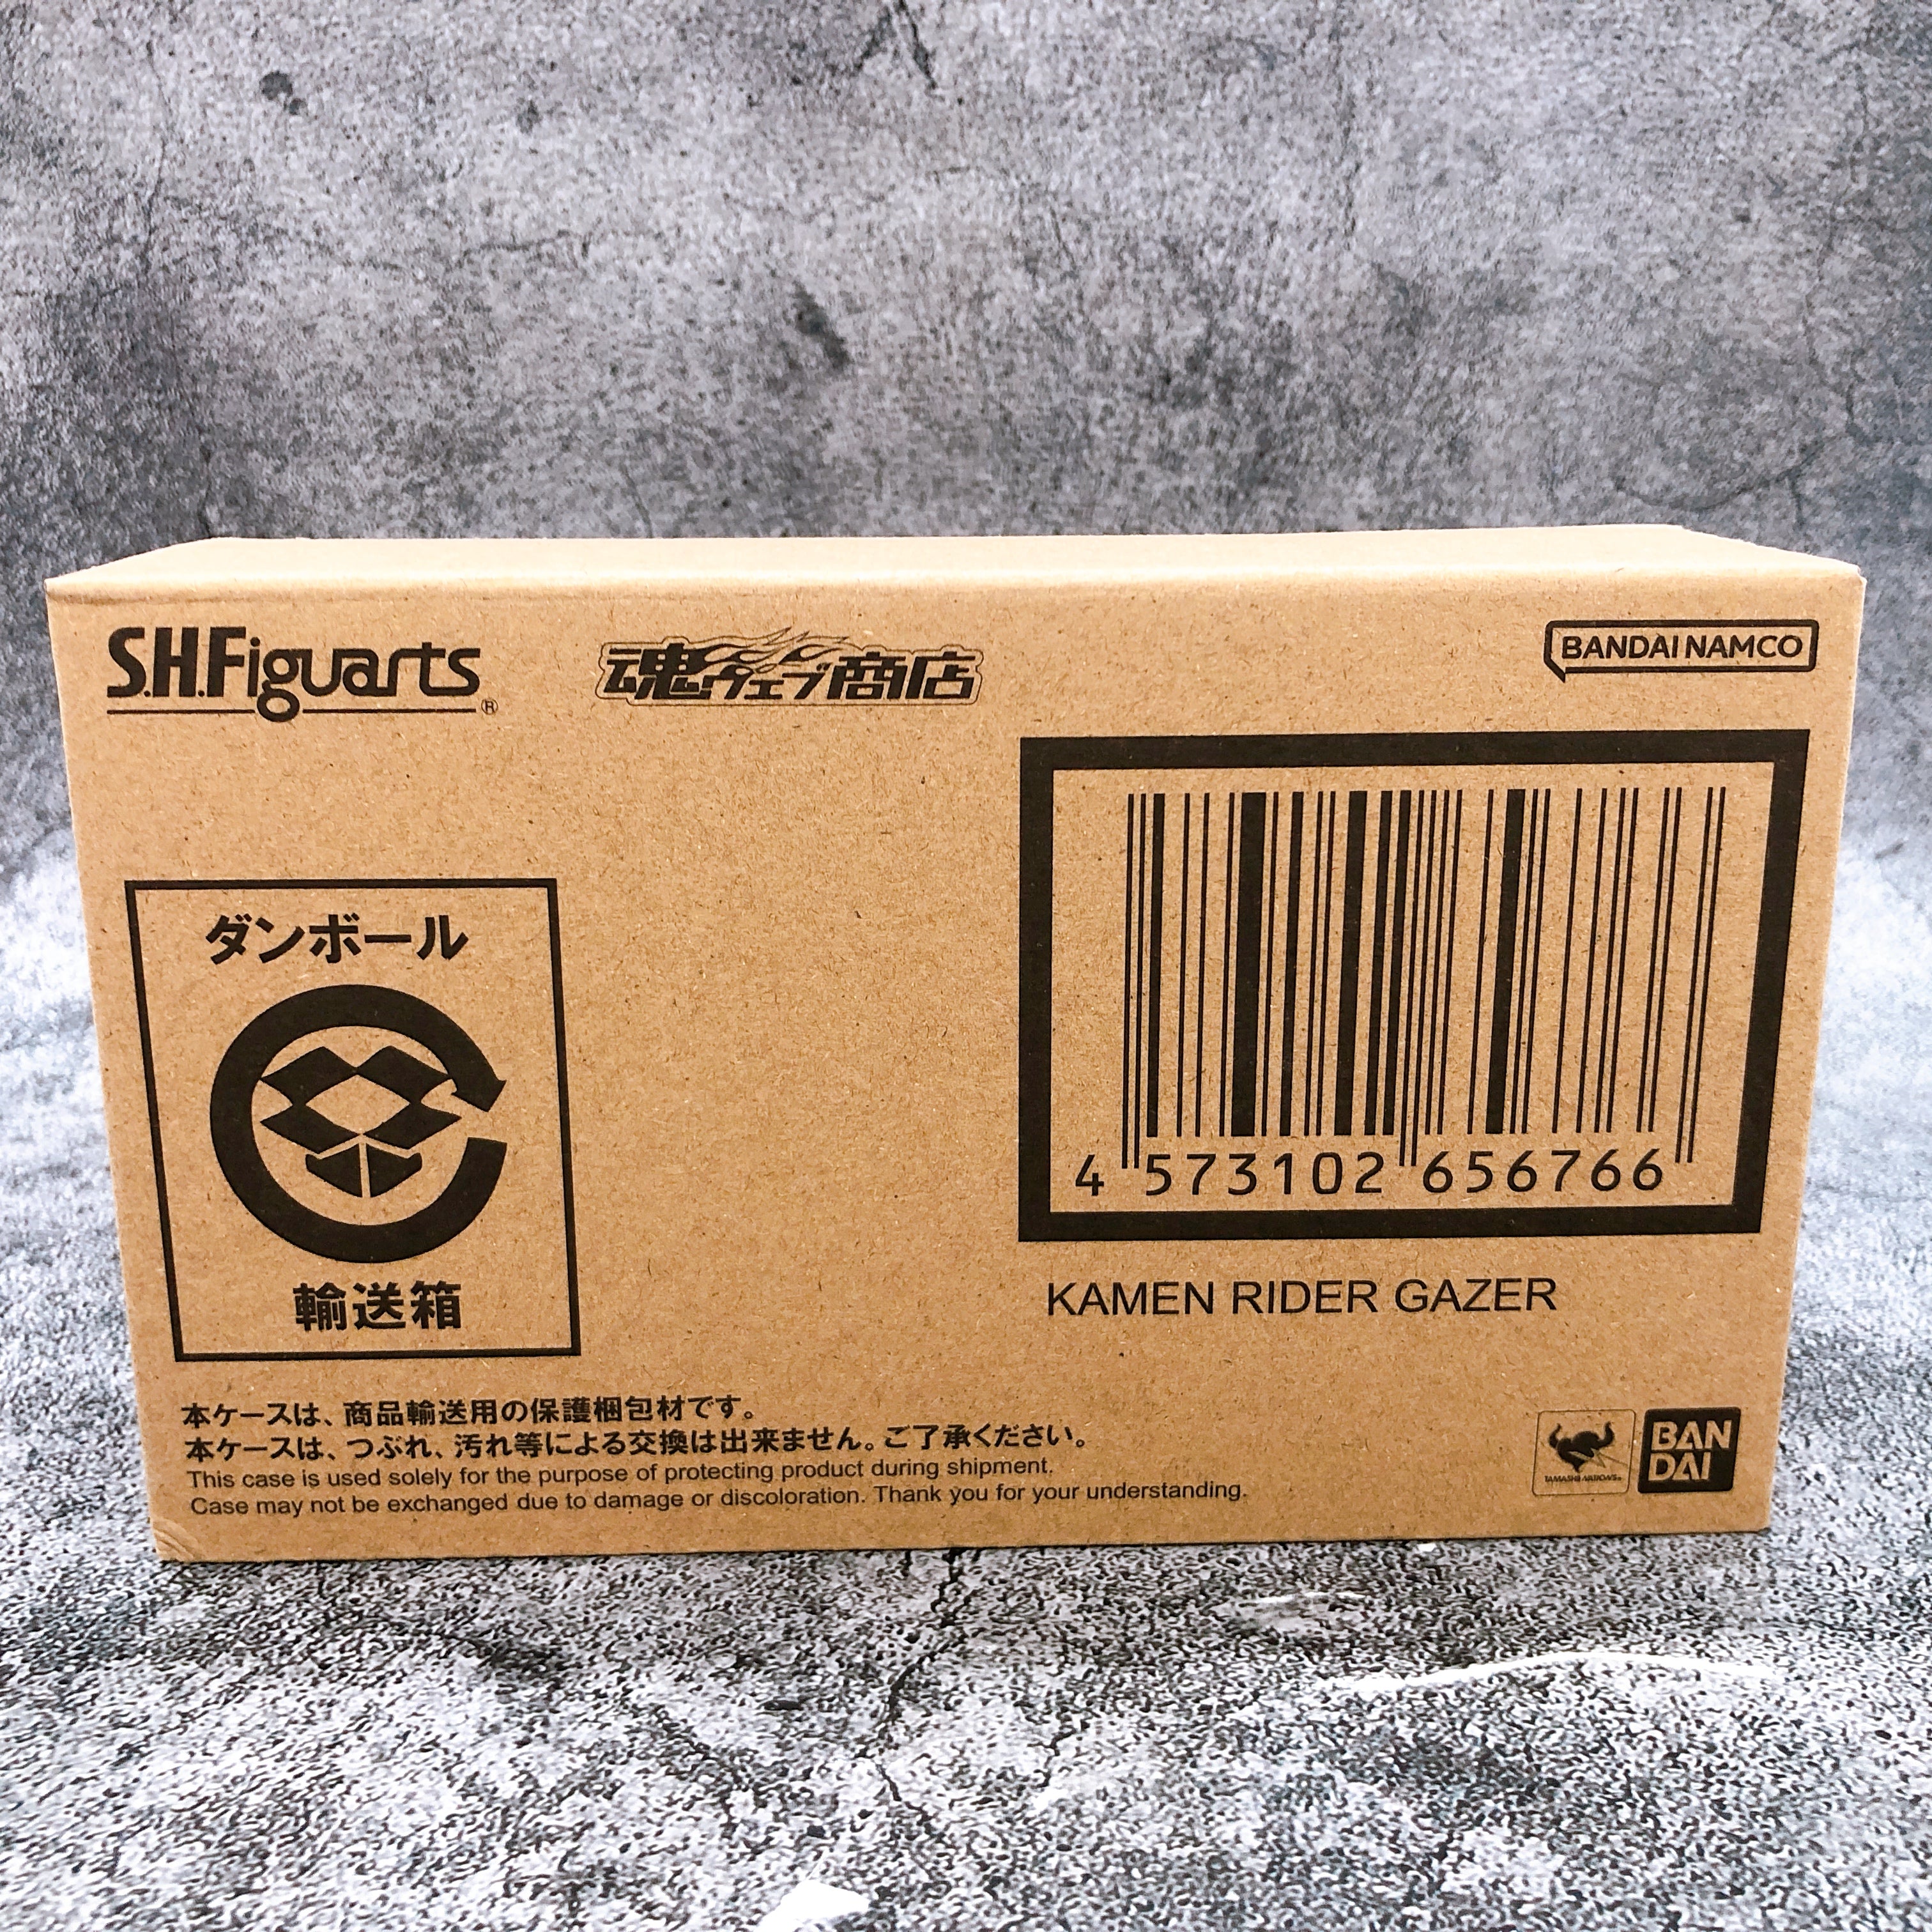 S.H.Figuarts®
魂ウェブ商店
BANDAI NAMCO
ダンボール
輸送箱
4 573102 656766
KAMEN RIDER GAZER
本ケースは、商品輸送用の保護梱包材です。
本ケースは、つぶれ、汚れ等による交換は出来ません。ご了承ください。
This case is used solely for the purpose of protecting product during shipment.
Case may not be exchanged due to damage or discoloration. Thank you for your understanding.
TAMASHII NATIONS
BAN
DAI